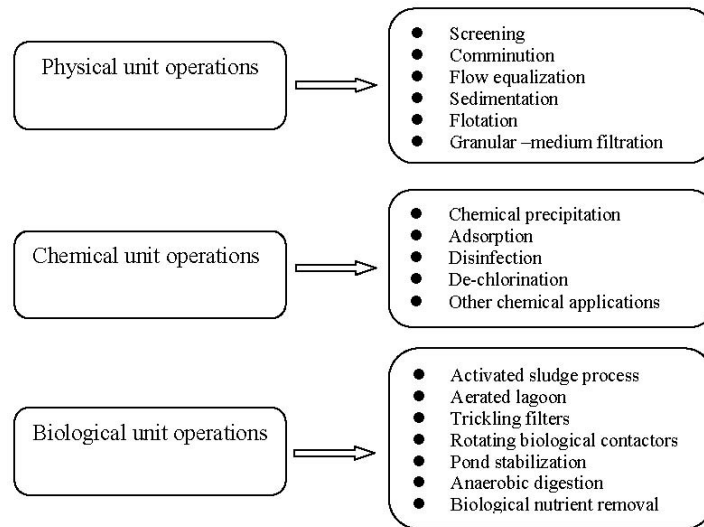 Physical unit operations
Screening
Comminution
Flow equalization
Sedimentation
Flotation
Granular –medium filtration
Chemical unit operations
Chemical precipitation
Adsorption
Disinfection
De-chlorination
Other chemical applications
Biological unit operations
Activated sludge process
Aerated lagoon
Trickling filters
Rotating biological contactors
Pond stabilization
Anaerobic digestion
Biological nutrient removal